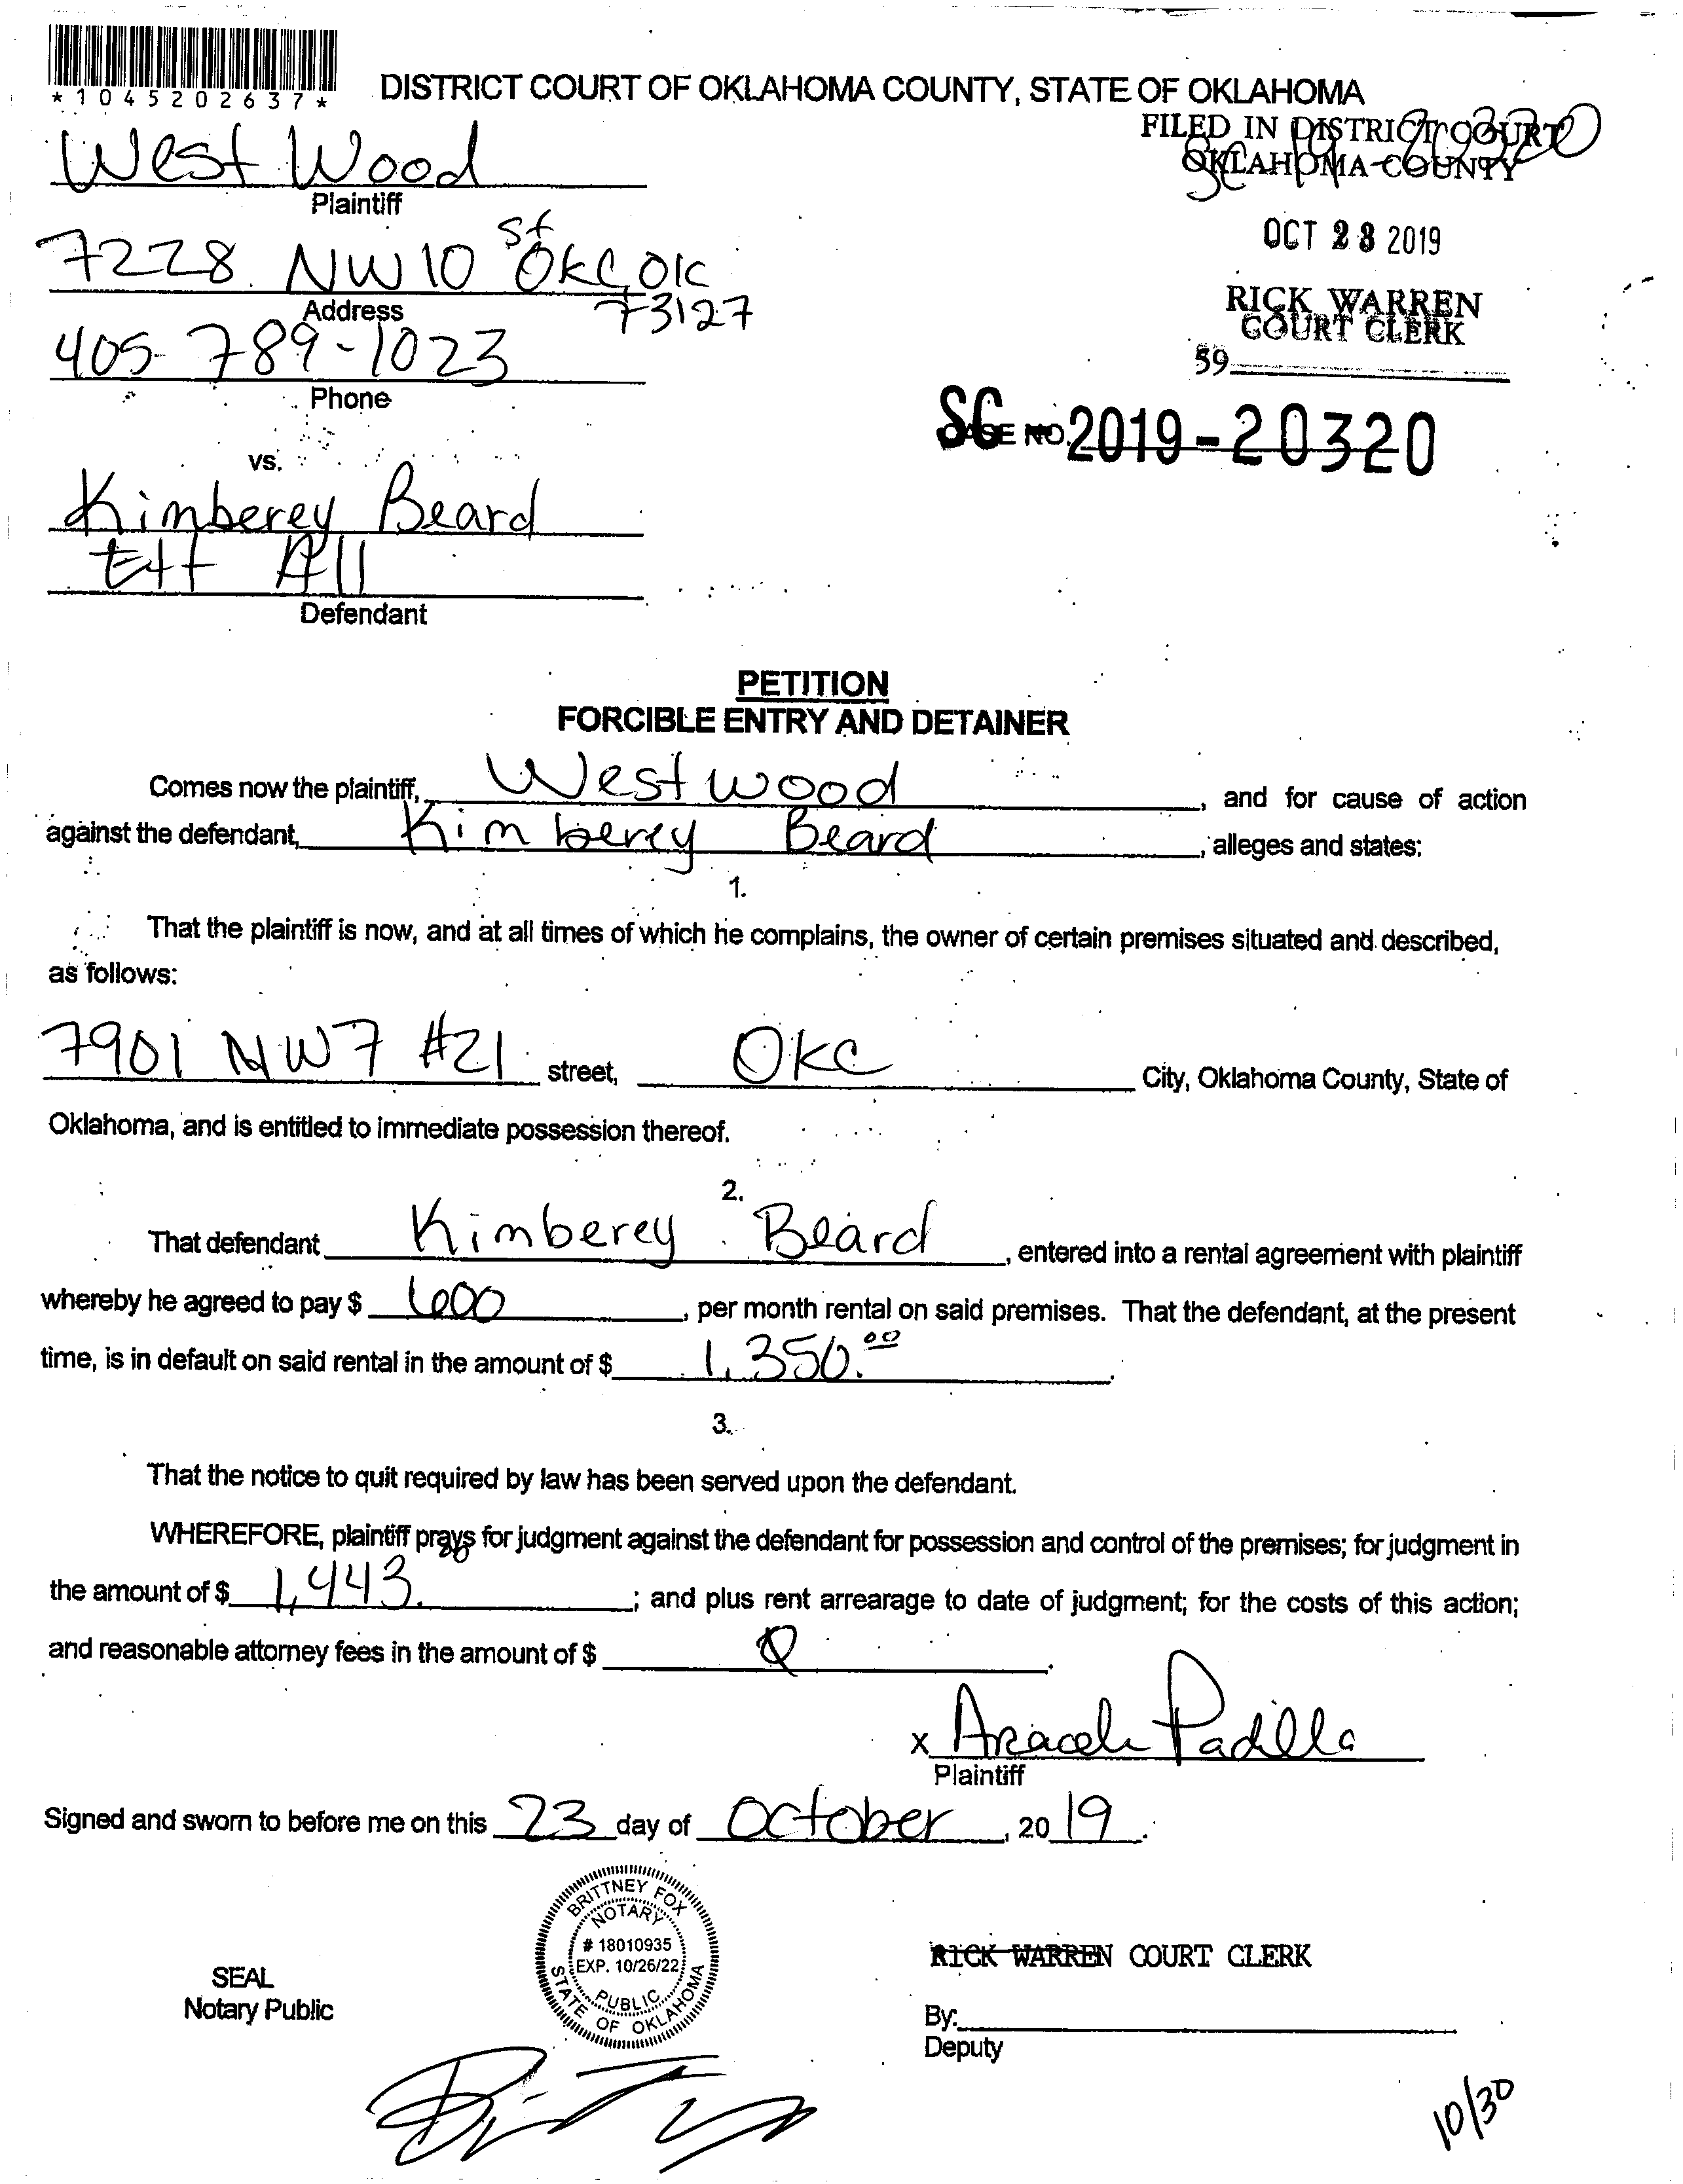 *1045202637*
DISTRICT COURT OF OKLAHOMA COUNTY, STATE OF OKLAHOMA
SC 19-20320
FILED IN DISTRICT COURT
OKLAHOMA COUNTY
West Wood
Plaintiff
OCT 23 2019
7228 NW 10 st OKC, OK
73127
Address
RICK WARREN
COURT CLERK
405-789-1023
59
Phone
SC CASE NO. 2019-20320
vs.
Kimberey Beard
Ett All
Defendant
PETITION
FORCIBLE ENTRY AND DETAINER
Comes now the plaintiff, Westwood, and for cause of action
against the defendant, Kimberey Beard, alleges and states:
1.
That the plaintiff is now, and at all times of which he complains, the owner of certain premises situated and described,
as follows:
7901 NW 7 #21 street, OKC City, Oklahoma County, State of
Oklahoma, and is entitled to immediate possession thereof.
2.
That defendant Kimberey Beard, entered into a rental agreement with plaintiff
whereby he agreed to pay $ 600, per month rental on said premises. That the defendant, at the present
time, is in default on said rental in the amount of $ 1,350.00.
3.
That the notice to quit required by law has been served upon the defendant.
WHEREFORE, plaintiff prays for judgment against the defendant for possession and control of the premises; for judgment in
the amount of $ 1,443.00; and plus rent arrearage to date of judgment; for the costs of this action;
and reasonable attorney fees in the amount of $ 0.
x Araceli Padilla
Plaintiff
Signed and sworn to before me on this 23 day of October, 2019.
BRITTNEY FOX
NOTARY
# 18010935
EXP. 10/26/22
PUBLIC
STATE OF OKLAHOMA
SEAL
Notary Public
RICK WARREN COURT CLERK
By:
Deputy
10/30